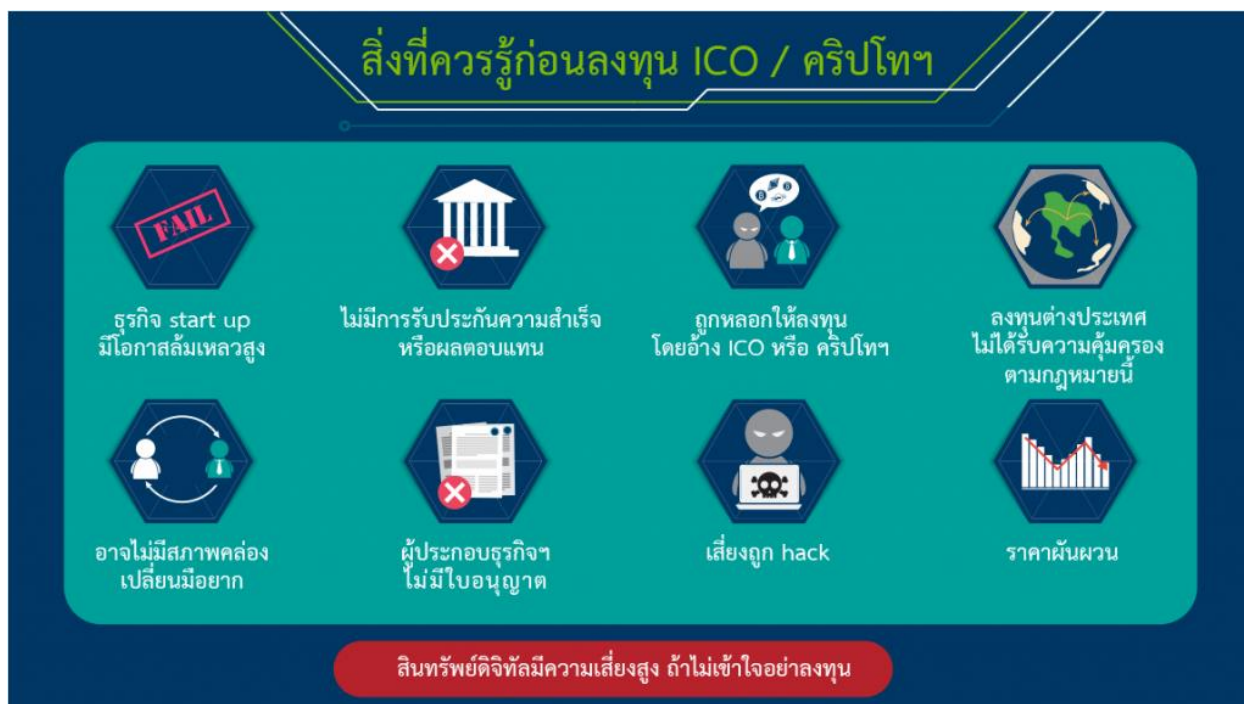 สิ่งที่ควรรู้ก่อนลงทุน ICO / คริปโทฯ
FAIL
ธุรกิจ start up
มีโอกาสล้มเหลวสูง
ไม่มีการรับประกันความสำเร็จ
หรือผลตอบแทน
ถูกหลอกให้ลงทุน
โดยอ้าง ICO หรือ คริปโทฯ
ลงทุนต่างประเทศ
ไม่ได้รับความคุ้มครอง
ตามกฎหมายนี้
อาจไม่มีสภาพคล่อง
เปลี่ยนมือยาก
ผู้ประกอบธุรกิจฯ
ไม่มีใบอนุญาต
เสี่ยงถูก hack
ราคาผันผวน
สินทรัพย์ดิจิทัลมีความเสี่ยงสูง ถ้าไม่เข้าใจอย่าลงทุน